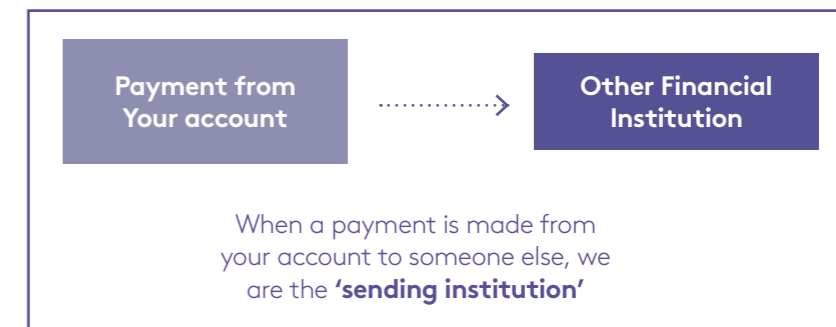 Payment from
Your account
Other Financial
Institution
When a payment is made from
your account to someone else, we
are the ‘sending institution’